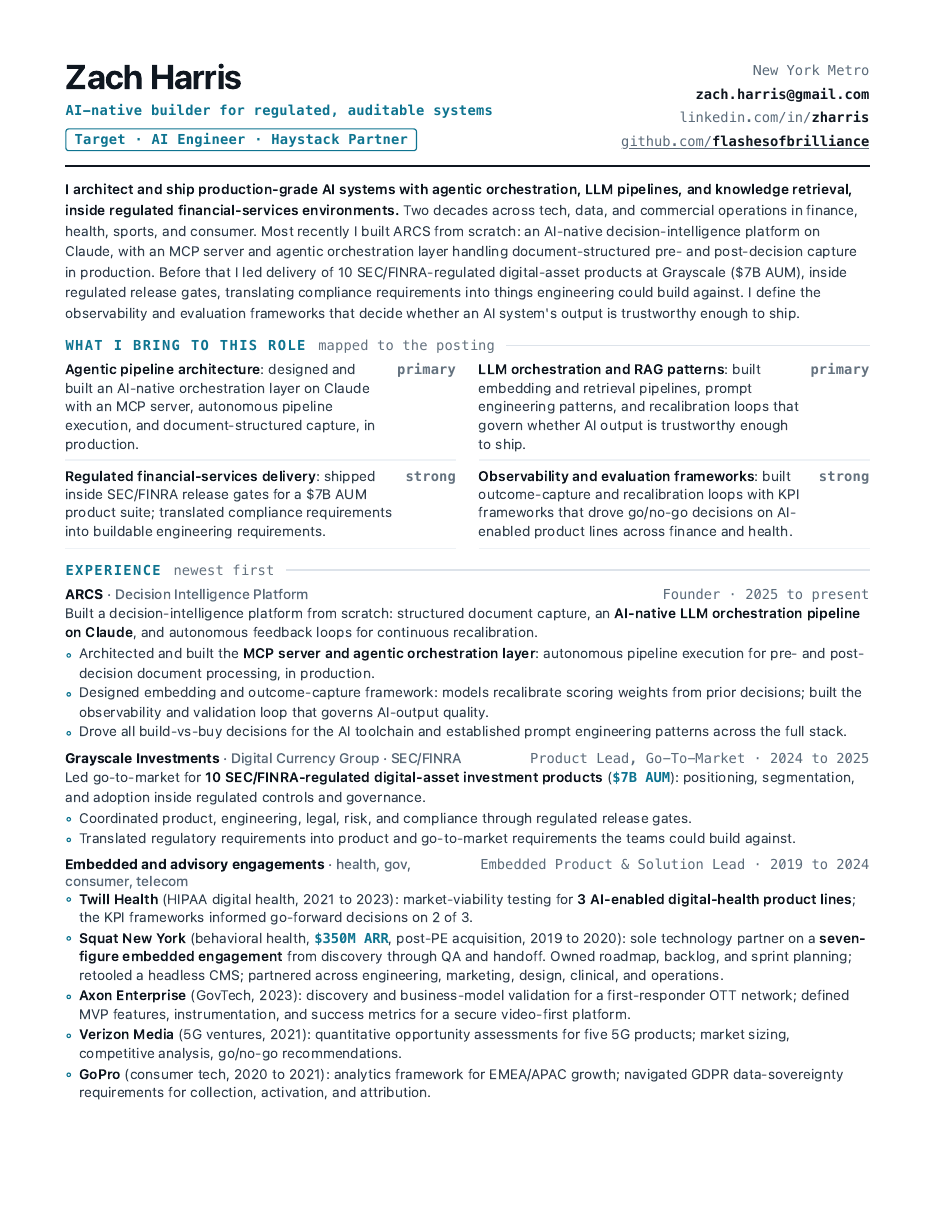 Zach Harris
AI-native builder for regulated, auditable systems
Target · AI Engineer · Haystack Partner
New York Metro
zach.harris@gmail.com
linkedin.com/in/zharris
github.com/flashesofbrilliance
I architect and ship production-grade AI systems with agentic orchestration, LLM pipelines, and knowledge retrieval,
inside regulated financial-services environments. Two decades across tech, data, and commercial operations in finance,
health, sports, and consumer. Most recently I built ARCS from scratch: an AI-native decision-intelligence platform on
Claude, with an MCP server and agentic orchestration layer handling document-structured pre- and post-decision capture
in production. Before that I led delivery of 10 SEC/FINRA-regulated digital-asset products at Grayscale ($7B AUM), inside
regulated release gates, translating compliance requirements into things engineering could build against. I define the
observability and evaluation frameworks that decide whether an AI system's output is trustworthy enough to ship.
WHAT I BRING TO THIS ROLE mapped to the posting
Agentic pipeline architecture: designed and primary
built an AI-native orchestration layer on Claude
with an MCP server, autonomous pipeline
execution, and document-structured capture, in
production.
LLM orchestration and RAG patterns: built primary
embedding and retrieval pipelines, prompt
engineering patterns, and recalibration loops that
govern whether AI output is trustworthy enough
to ship.
Regulated financial-services delivery: shipped strong
inside SEC/FINRA release gates for a $7B AUM
product suite; translated compliance requirements
into buildable engineering requirements.
Observability and evaluation frameworks: built strong
outcome-capture and recalibration loops with KPI
frameworks that drove go/no-go decisions on AI-
enabled product lines across finance and health.
EXPERIENCE newest first
ARCS · Decision Intelligence Platform Founder · 2025 to present
Built a decision-intelligence platform from scratch: structured document capture, an AI-native LLM orchestration pipeline
on Claude, and autonomous feedback loops for continuous recalibration.
Architected and built the MCP server and agentic orchestration layer: autonomous pipeline execution for pre- and post-
decision document processing, in production.
Designed embedding and outcome-capture framework: models recalibrate scoring weights from prior decisions; built the
observability and validation loop that governs AI-output quality.
Drove all build-vs-buy decisions for the AI toolchain and established prompt engineering patterns across the full stack.
Grayscale Investments · Digital Currency Group · SEC/FINRA Product Lead, Go-To-Market · 2024 to 2025
Led go-to-market for 10 SEC/FINRA-regulated digital-asset investment products ($7B AUM): positioning, segmentation,
and adoption inside regulated controls and governance.
Coordinated product, engineering, legal, risk, and compliance through regulated release gates.
Translated regulatory requirements into product and go-to-market requirements the teams could build against.
Embedded and advisory engagements · health, gov, Embedded Product & Solution Lead · 2019 to 2024
consumer, telecom
Twill Health (HIPAA digital health, 2021 to 2023): market-viability testing for 3 AI-enabled digital-health product lines;
the KPI frameworks informed go-forward decisions on 2 of 3.
Squat New York (behavioral health, $350M ARR, post-PE acquisition, 2019 to 2020): sole technology partner on a seven-
figure embedded engagement from discovery through QA and handoff. Owned roadmap, backlog, and sprint planning;
retooled a headless CMS; partnered across engineering, marketing, design, clinical, and operations.
Axon Enterprise (GovTech, 2023): discovery and business-model validation for a first-responder OTT network; defined
MVP features, instrumentation, and success metrics for a secure video-first platform.
Verizon Media (5G ventures, 2021): quantitative opportunity assessments for five 5G products; market sizing,
competitive analysis, go/no-go recommendations.
GoPro (consumer tech, 2020 to 2021): analytics framework for EMEA/APAC growth; navigated GDPR data-sovereignty
requirements for collection, activation, and attribution.